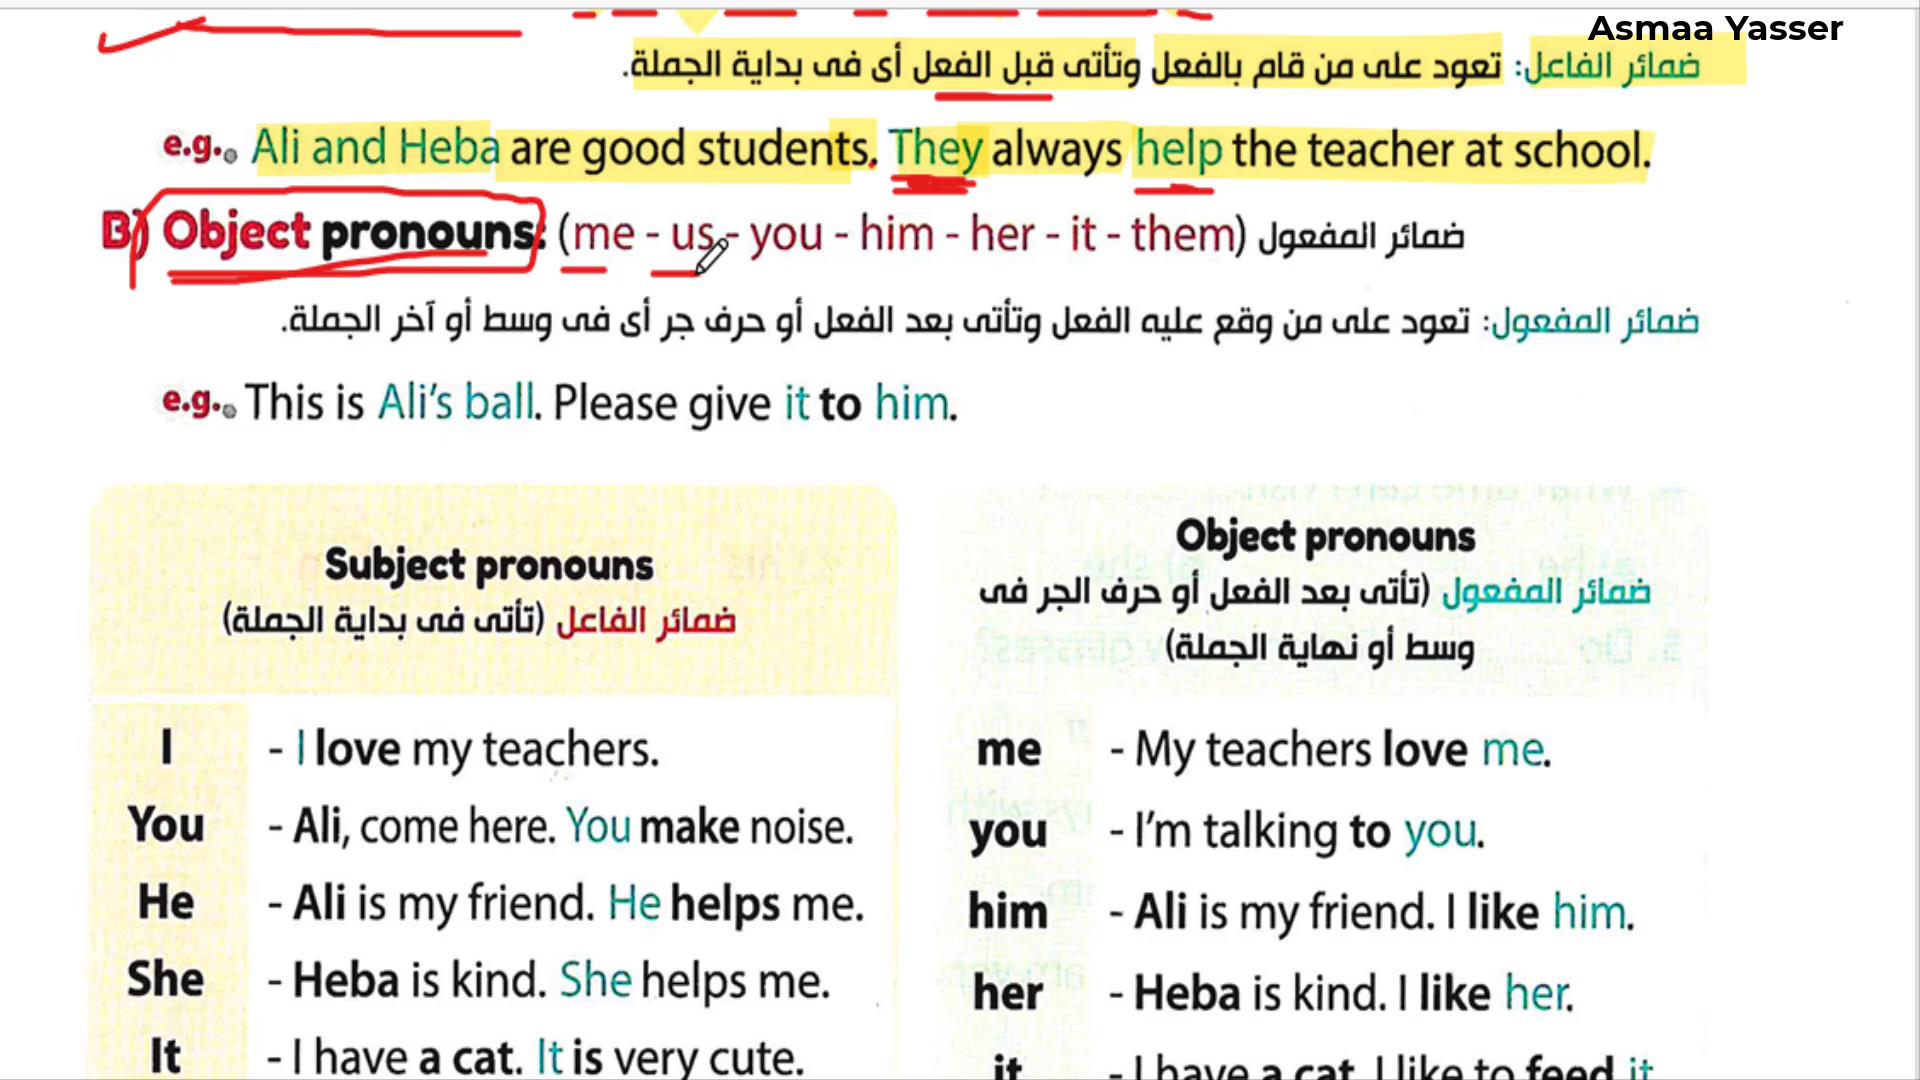 Asmaa Yasser
ضمائر الفاعل: تعود على من قام بالفعل وتأتى قبل الفعل أى فى بداية الجملة.
e.g. Ali and Heba are good students. They always help the teacher at school.
B) Object pronouns: (me - us - you - him - her - it - them) ضمائر المفعول
ضمائر المفعول: تعود على من وقع عليه الفعل وتأتى بعد الفعل أو حرف جر أى فى وسط أو آخر الجملة.
e.g. This is Ali's ball. Please give it to him.
Subject pronouns
ضمائر الفاعل (تأتى فى بداية الجملة)
I - I love my teachers.
You - Ali, come here. You make noise.
He - Ali is my friend. He helps me.
She - Heba is kind. She helps me.
It - I have a cat. It is very cute.
Object pronouns
ضمائر المفعول (تأتى بعد الفعل أو حرف الجر فى
وسط أو نهاية الجملة)
me - My teachers love me.
you - I'm talking to you.
him - Ali is my friend. I like him.
her - Heba is kind. I like her.
it - I have a cat. I like to feed it